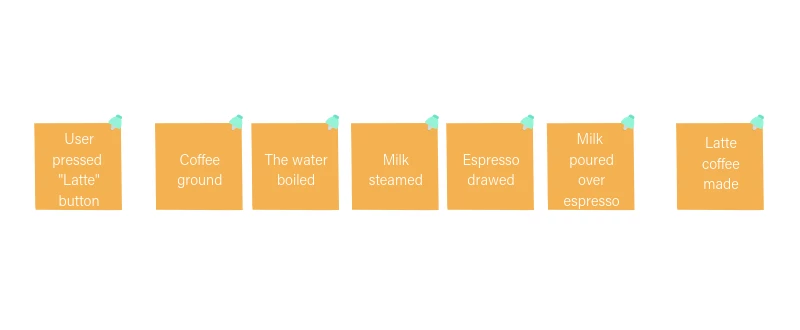 User
pressed
"Latte"
button
Coffee
ground
The water
boiled
Milk
steamed
Espresso
drawed
Milk
poured
over
espresso
Latte
coffee
made